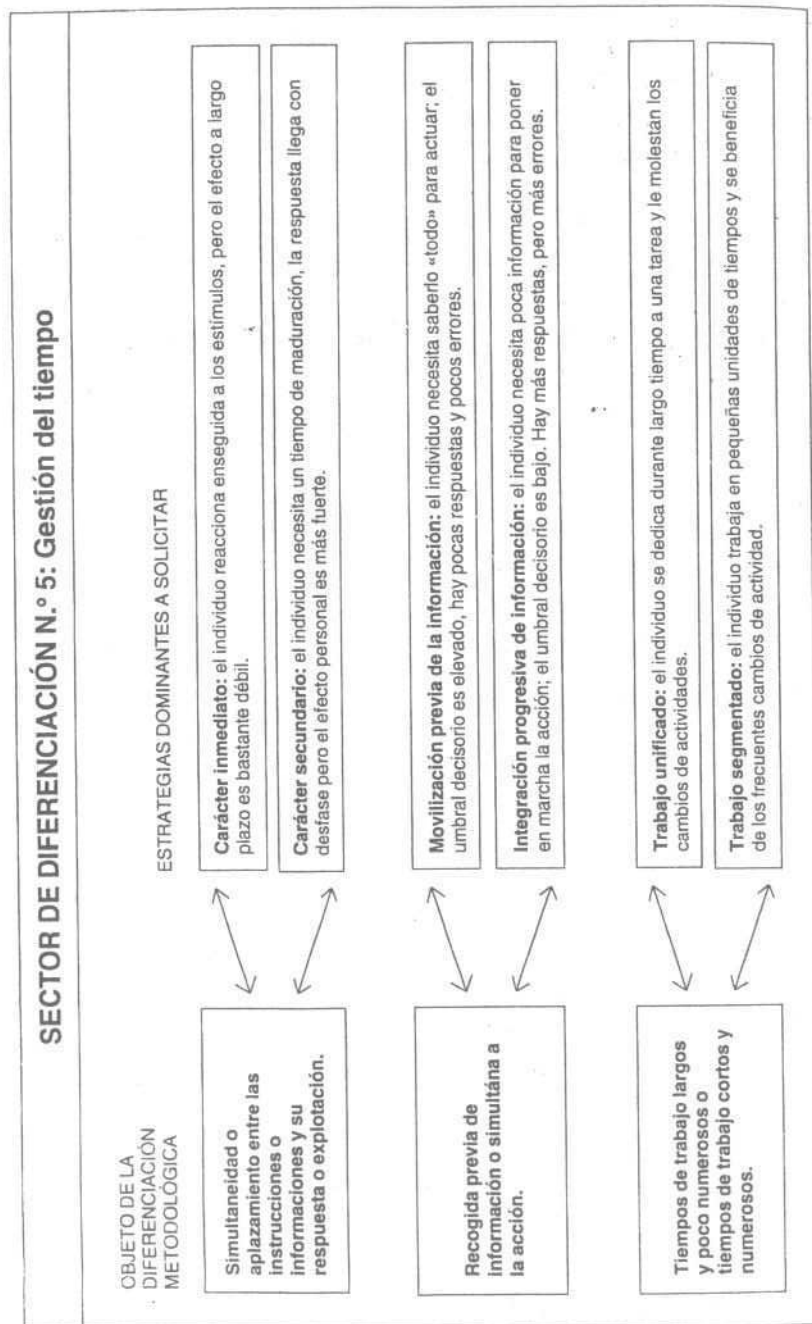 SECTOR DE DIFERENCIACIÓN N.º 5: Gestión del tiempo
OBJETO DE LA
DIFERENCIACIÓN
METODOLÓGICA
ESTRATEGIAS DOMINANTES A SOLICITAR
Simultaneidad o
aplazamiento entre las
instrucciones o
informaciones y su
respuesta o explotación.
Carácter inmediato: el individuo reacciona enseguida a los estímulos, pero el efecto a largo
plazo es bastante débil.
Carácter secundario: el individuo necesita un tiempo de maduración, la respuesta llega con
desfase pero el efecto personal es más fuerte.
Recogida previa de
información o simultána a
la acción.
Movilización previa de la información: el individuo necesita saberlo «todo» para actuar; el
umbral decisorio es elevado, hay pocas respuestas y pocos errores.
Integración progresiva de información: el individuo necesita poca información para poner
en marcha la acción; el umbral decisorio es bajo. Hay más respuestas, pero más errores.
Tiempos de trabajo largos
y poco numerosos o
tiempos de trabajo cortos y
numerosos.
Trabajo unificado: el individuo se dedica durante largo tiempo a una tarea y le molestan los
cambios de actividades.
Trabajo segmentado: el individuo trabaja en pequeñas unidades de tiempos y se beneficia
de los frecuentes cambios de actividad.